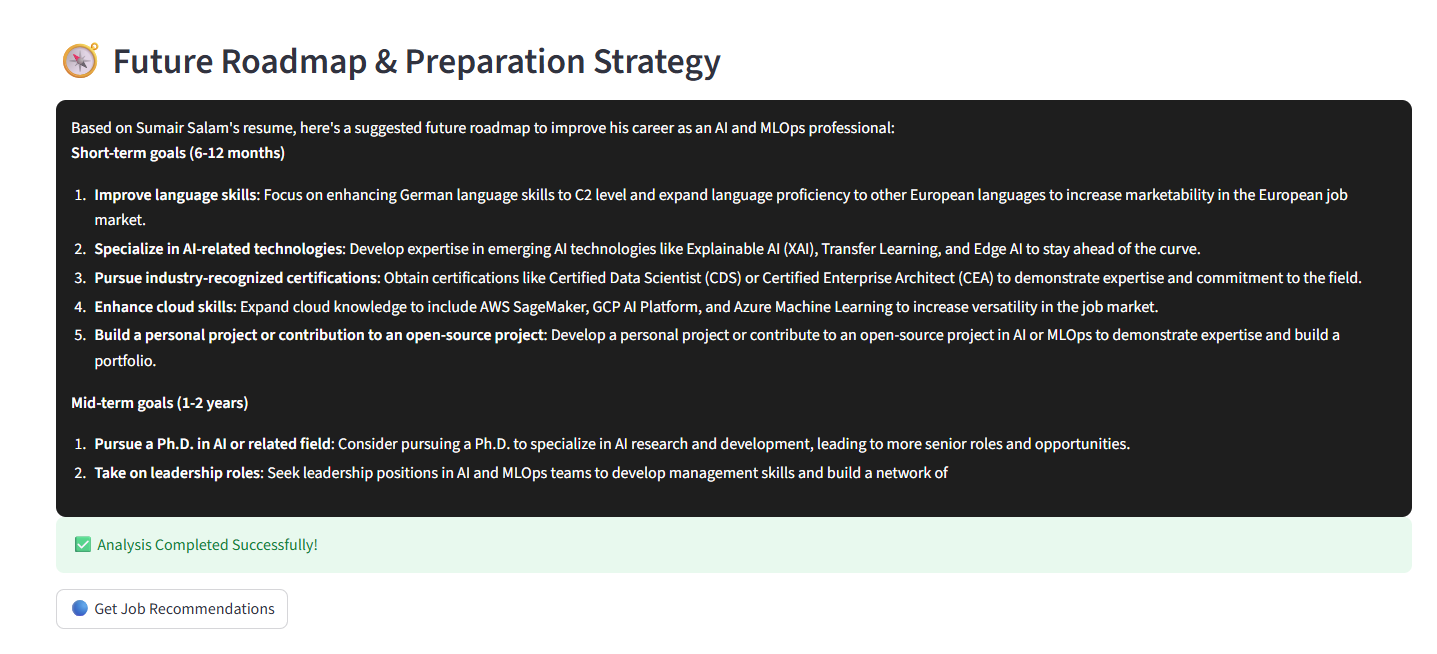 Future Roadmap & Preparation Strategy
Based on Sumair Salam's resume, here's a suggested future roadmap to improve his career as an AI and MLOps professional:
Short-term goals (6-12 months)
1. Improve language skills: Focus on enhancing German language skills to C2 level and expand language proficiency to other European languages to increase marketability in the European job
market.
2. Specialize in AI-related technologies: Develop expertise in emerging AI technologies like Explainable AI (XAI), Transfer Learning, and Edge AI to stay ahead of the curve.
3. Pursue industry-recognized certifications: Obtain certifications like Certified Data Scientist (CDS) or Certified Enterprise Architect (CEA) to demonstrate expertise and commitment to the field.
4. Enhance cloud skills: Expand cloud knowledge to include AWS SageMaker, GCP AI Platform, and Azure Machine Learning to increase versatility in the job market.
5. Build a personal project or contribution to an open-source project: Develop a personal project or contribute to an open-source project in AI or MLOps to demonstrate expertise and build a
portfolio.
Mid-term goals (1-2 years)
1. Pursue a Ph.D. in AI or related field: Consider pursuing a Ph.D. to specialize in AI research and development, leading to more senior roles and opportunities.
2. Take on leadership roles: Seek leadership positions in AI and MLOps teams to develop management skills and build a network of
Analysis Completed Successfully!
Get Job Recommendations